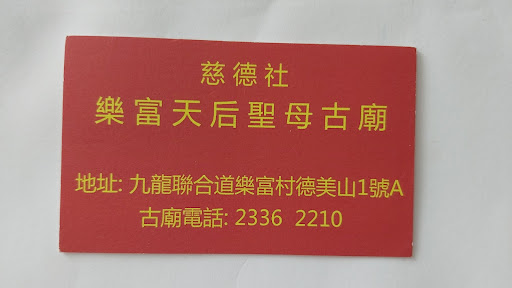 慈德社
樂富天后聖母古廟
地址: 九龍聯合道樂富村德美山1號A
古廟電話: 2336 2210